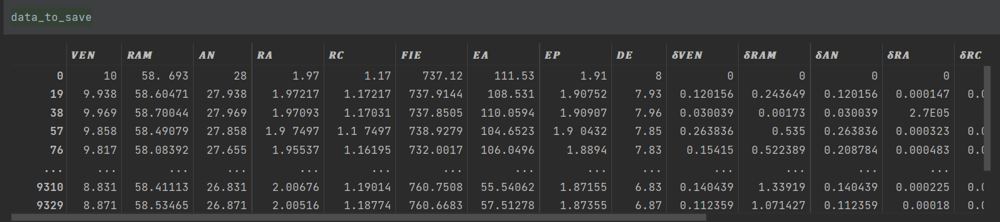 data_to_save
VEN RAM AN RA RC FIE EA EP DE δVEN δRAM δAN δRA δRC
0 10 58. 693 28 1.97 1.17 737.12 111.53 1.91 8 0 0 0 0
19 9.938 58.60471 27.938 1.97217 1.17217 737.9144 108.531 1.90752 7.93 0.120156 0.243649 0.120156 0.000147 0.0
38 9.969 58.70044 27.969 1.97093 1.17031 737.8505 110.0594 1.90907 7.96 0.030039 0.00173 0.030039 2.7E05
57 9.858 58.49079 27.858 1.9 7497 1.1 7497 738.9279 104.6523 1.9 0432 7.85 0.263836 0.535 0.263836 0.000323 0.0
76 9.817 58.08392 27.655 1.95537 1.16195 732.0017 106.0496 1.8894 7.83 0.15415 0.522389 0.208784 0.000483 0.0
... ... ... ... ... ... ... ... ... ... ... ... ... ...
9310 8.831 58.41113 26.831 2.00676 1.19014 760.7508 55.54062 1.87155 6.83 0.140439 1.33919 0.140439 0.000225 0.0
9329 8.871 58.53465 26.871 2.00516 1.18774 760.6683 57.51278 1.87355 6.87 0.112359 1.071427 0.112359 0.00018 0.0